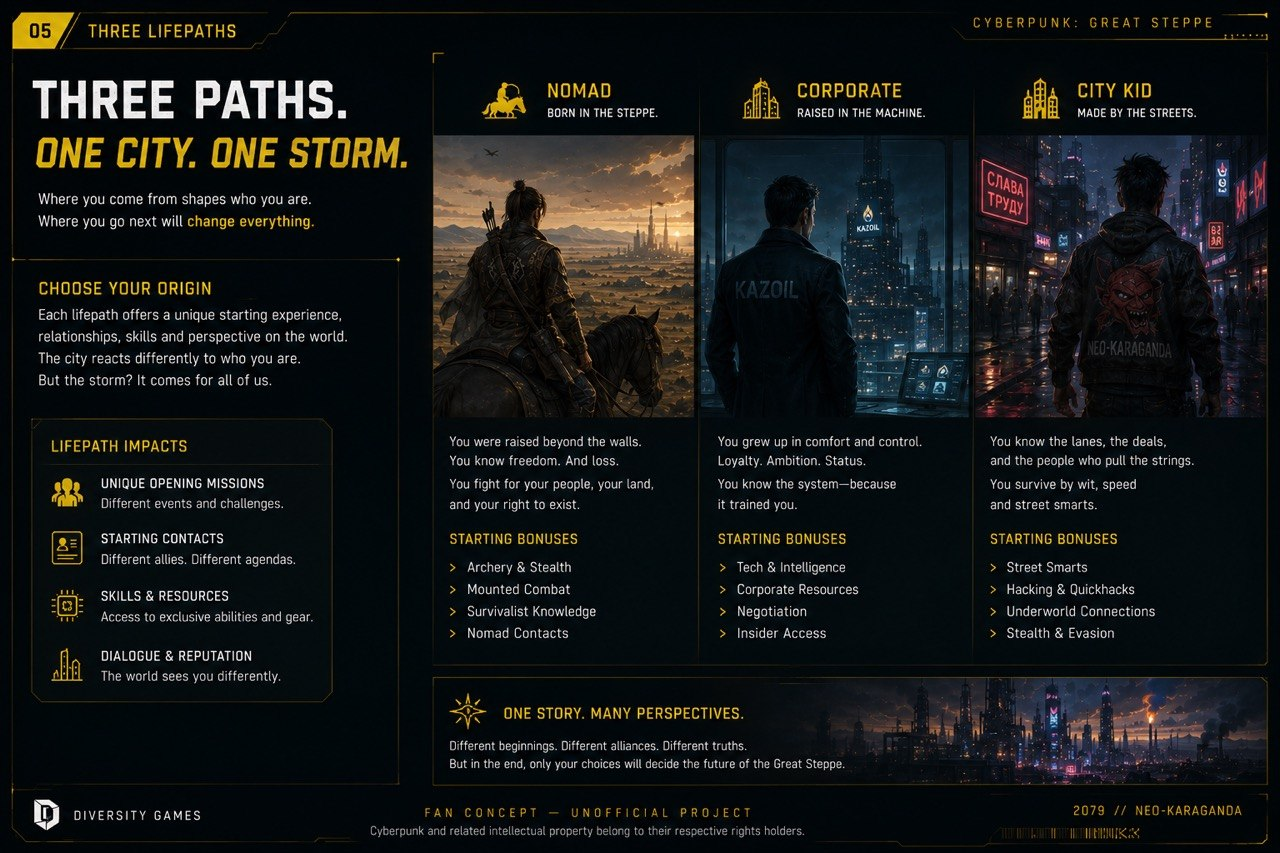 05
THREE LIFEPATHS
CYBERPUNK: GREAT STEPPE
THREE PATHS.
ONE CITY. ONE STORM.
Where you come from shapes who you are.
Where you go next will change everything.
CHOOSE YOUR ORIGIN
Each lifepath offers a unique starting experience,
relationships, skills and perspective on the world.
The city reacts differently to who you are.
But the storm? It comes for all of us.
LIFEPATH IMPACTS
UNIQUE OPENING MISSIONS
Different events and challenges.
STARTING CONTACTS
Different allies. Different agendas.
SKILLS & RESOURCES
Access to exclusive abilities and gear.
DIALOGUE & REPUTATION
The world sees you differently.
NOMAD
BORN IN THE STEPPE.
You were raised beyond the walls.
You know freedom. And loss.
You fight for your people, your land,
and your right to exist.
STARTING BONUSES
> Archery & Stealth
> Mounted Combat
> Survivalist Knowledge
> Nomad Contacts
CORPORATE
RAISED IN THE MACHINE.
KAZOIL
KAZOIL
You grew up in comfort and control.
Loyalty. Ambition. Status.
You know the system—because
it trained you.
STARTING BONUSES
> Tech & Intelligence
> Corporate Resources
> Negotiation
> Insider Access
CITY KID
MADE BY THE STREETS.
СЛАВА
ТРУДУ
NEO-KARAGANDA
You know the lanes, the deals,
and the people who pull the strings.
You survive by wit, speed
and street smarts.
STARTING BONUSES
> Street Smarts
> Hacking & Quickhacks
> Underworld Connections
> Stealth & Evasion
ONE STORY. MANY PERSPECTIVES.
Different beginnings. Different alliances. Different truths.
But in the end, only your choices will decide the future of the Great Steppe.
DIVERSITY GAMES
FAN CONCEPT — UNOFFICIAL PROJECT
Cyberpunk and related intellectual property belong to their respective rights holders.
2079 // NEO-KARAGANDA